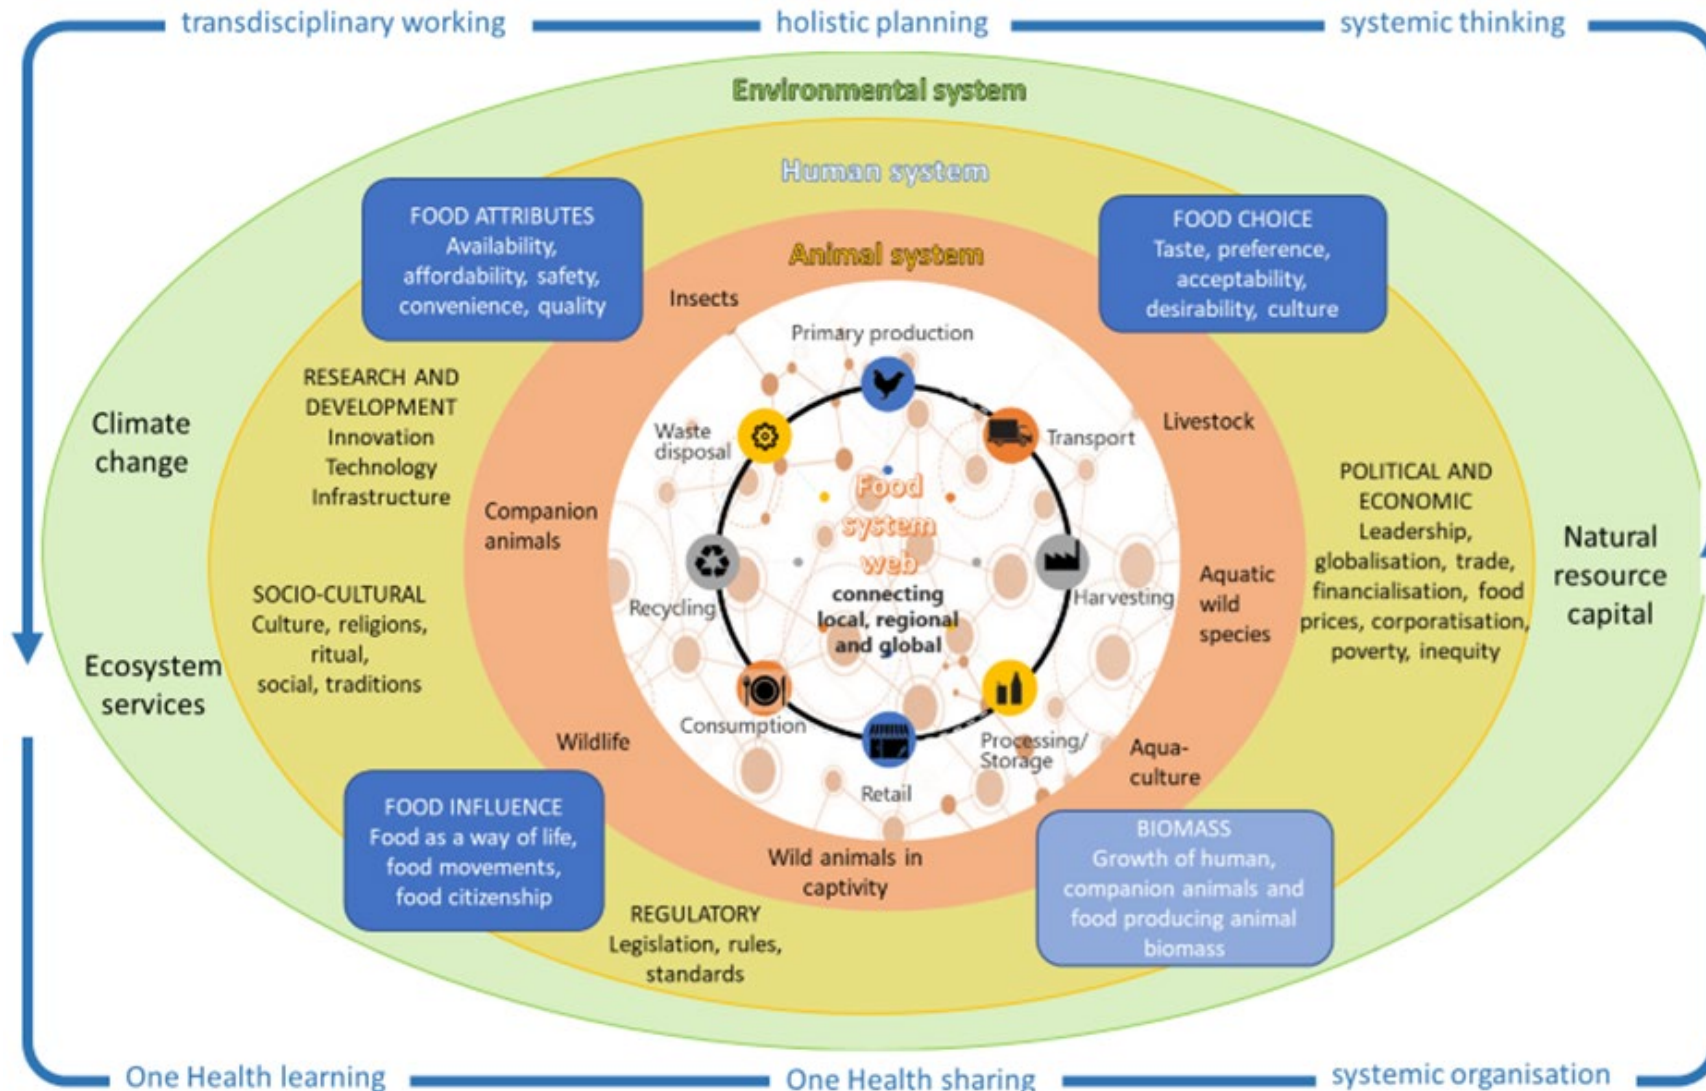 transdisciplinary working
holistic planning
systemic thinking
Environmental system
Human system
Animal system
FOOD ATTRIBUTES
Availability,
affordability, safety,
convenience, quality
FOOD CHOICE
Taste, preference,
acceptability,
desirability, culture
Insects
Primary production
RESEARCH AND
DEVELOPMENT
Innovation
Technology
Infrastructure
Climate
change
Waste
disposal
Transport
Livestock
POLITICAL AND
ECONOMIC
Leadership,
globalisation, trade,
financialisation, food
prices, corporatisation,
poverty, inequity
Natural
resource
capital
Companion
animals
Food
system
web
connecting
local, regional
and global
Recycling
Harvesting
Aquatic
wild
species
SOCIO-CULTURAL
Culture, religions,
ritual,
social, traditions
Ecosystem
services
Wildlife
Consumption
Retail
Processing/
Storage
Aqua-
culture
FOOD INFLUENCE
Food as a way of life,
food movements,
food citizenship
Wild animals in
captivity
BIOMASS
Growth of human,
companion animals and
food producing animal
biomass
REGULATORY
Legislation, rules,
standards
One Health learning
One Health sharing
systemic organisation